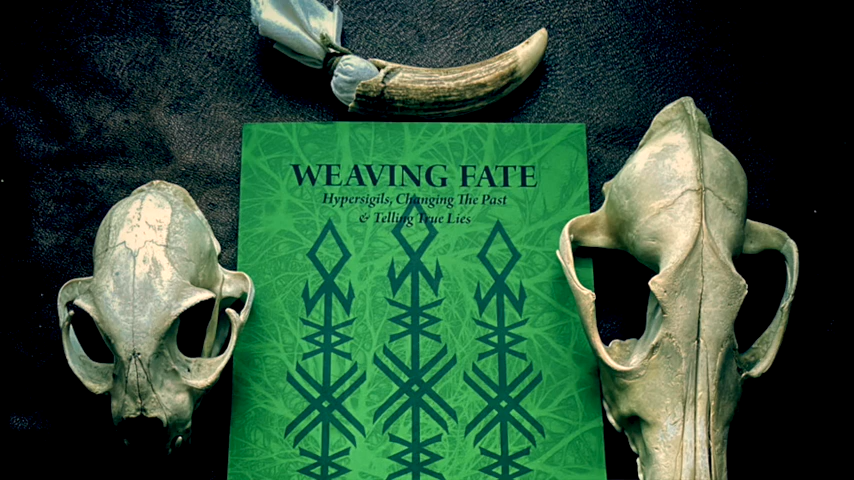 WEAVING FATE
Hypersigils, Changing The Past
& Telling True Lies